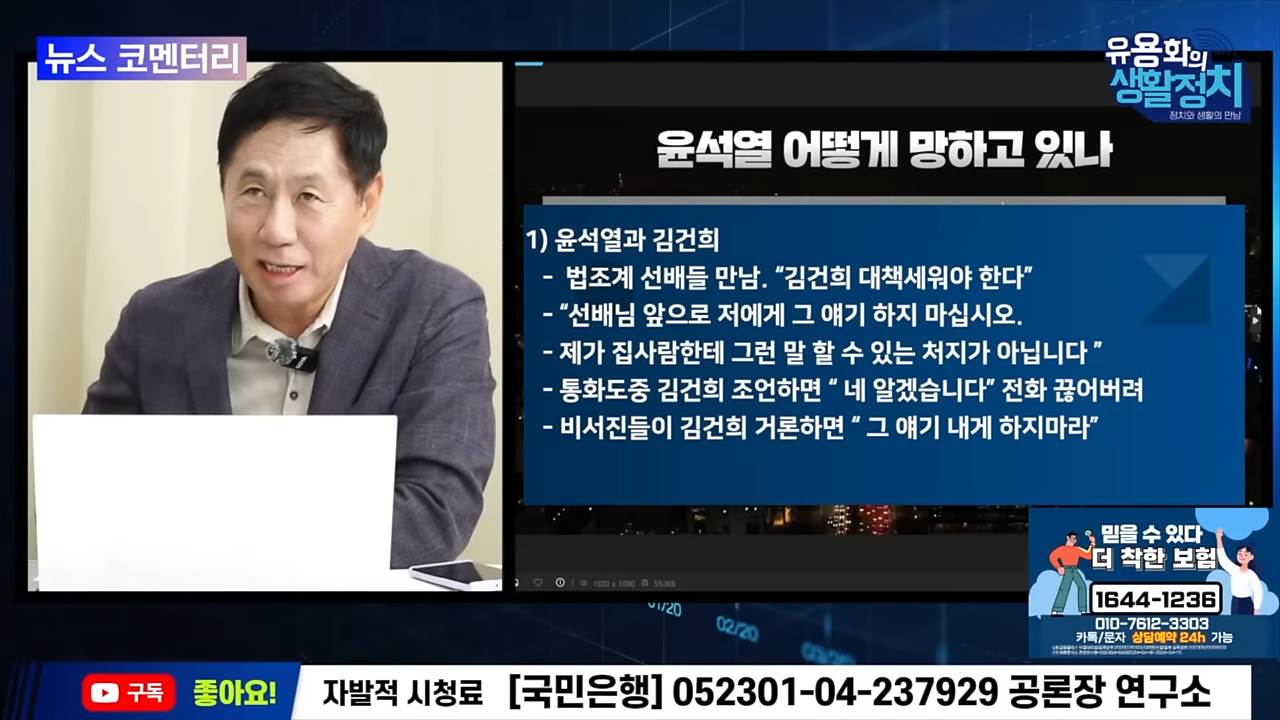 뉴스 코멘터리
유용화의
생활정치
정치와 생활의 만남
윤석열 어떻게 망하고 있나
1) 윤석열과 김건희
- 법조계 선배들 만남. “김건희 대책세워야 한다”
- “선배님 앞으로 저에게 그 얘기 하지 마십시오.
- 제가 집사람한테 그런 말 할 수 있는 처지가 아닙니다 ”
- 통화도중 김건희 조언하면 “ 네 알겠습니다” 전화 끊어버려
- 비서진들이 김건희 거론하면 “ 그 얘기 내게 하지마라”
1920 x 1080 552KB
01/20
02/20
믿을 수 있다
더 착한 보험
1644-1236
010-7612-3303
카톡/문자 상담예약 24h 가능
구독 좋아요! 자발적 시청료 [국민은행] 052301-04-237929 공론장 연구소